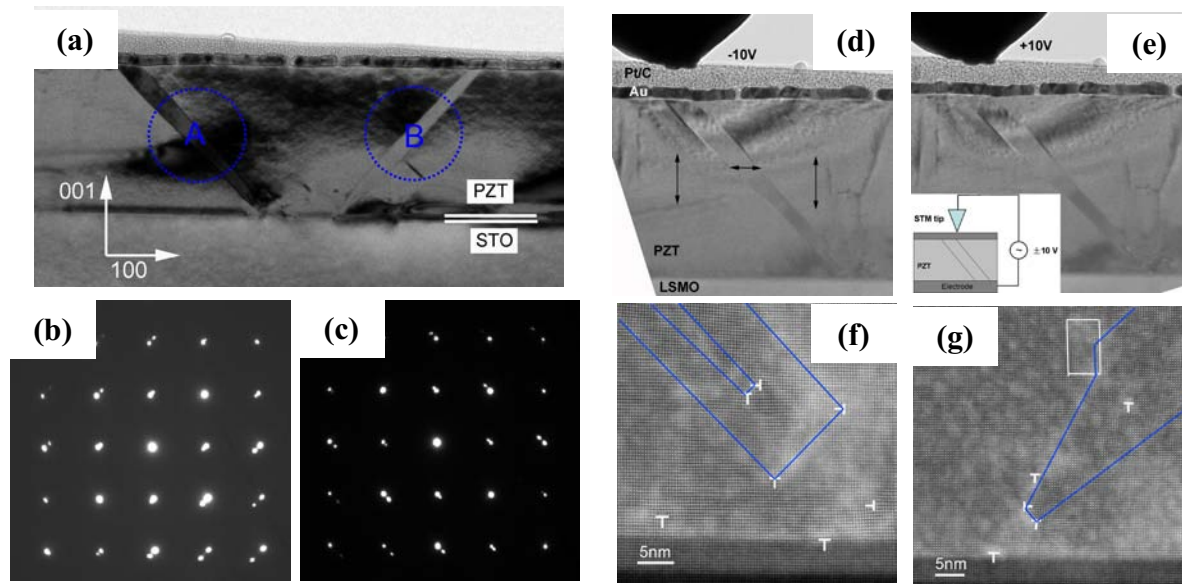 (a)
A
B
001
100
PZT
STO
(b)
(c)
(d)
-10V
Pt/C
Au
PZT
LSMO
(e)
+10V
STM tip
PZT
±10 V
~
Electrode
(f)
5nm
(g)
5nm